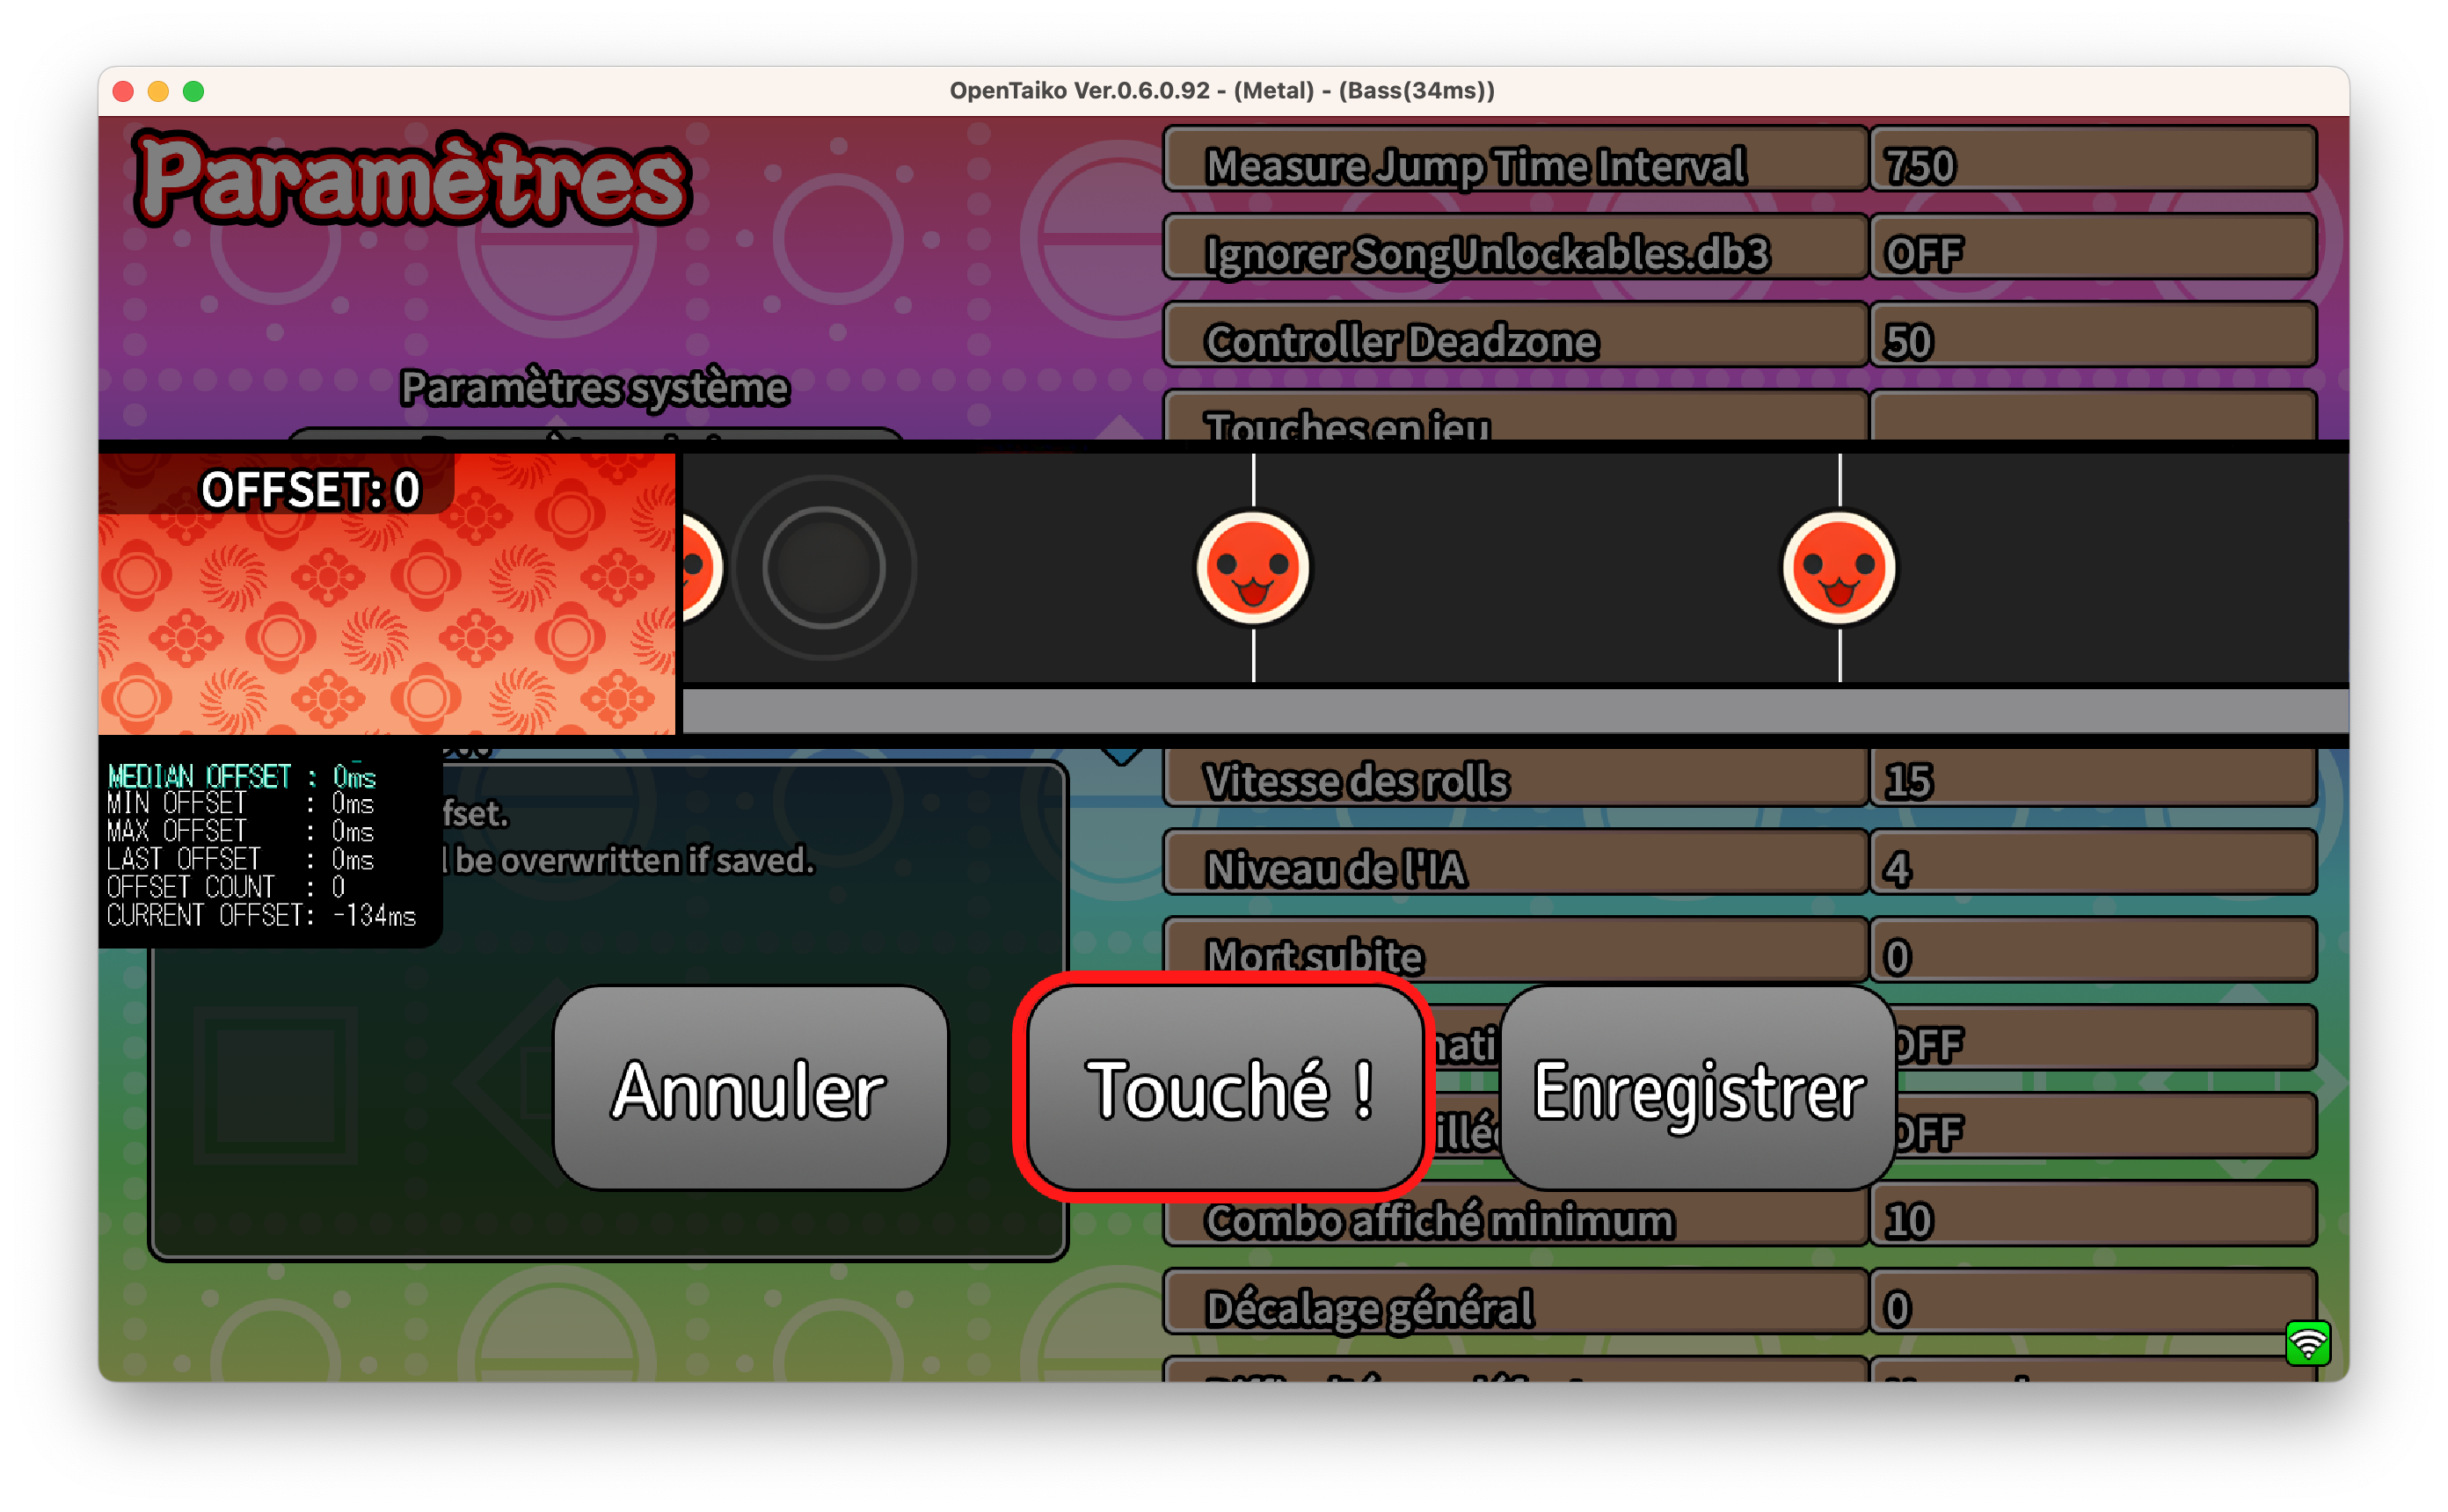 OpenTaiko Ver.0.6.0.92 - (Metal) - (Bass(34ms))
Paramètres
Paramètres système
Measure Jump Time Interval 750
Ignorer SongUnlockables.db3 OFF
Controller Deadzone 50
Touches en jeu
OFFSET: 0
MEDIAN OFFSET : 0ms
MIN OFFSET : 0ms
MAX OFFSET : 0ms
LAST OFFSET : 0ms
OFFSET COUNT : 0
CURRENT OFFSET: -134ms
fset.
be overwritten if saved.
Vitesse des rolls 15
Niveau de l'IA 4
Mort subite 0
OFF
OFF
Annuler
Touché !
Enregistrer
Combo affiché minimum 10
Décalage général 0